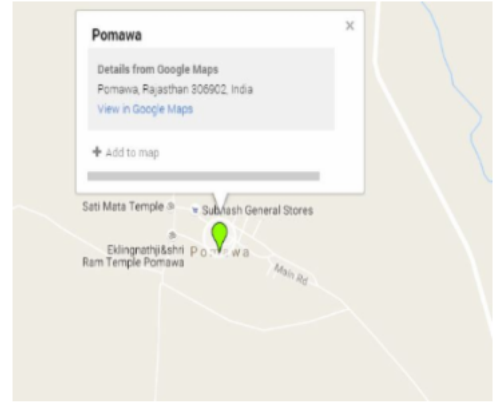 Pomawa
×
Details from Google Maps
Pomawa, Rajasthan 306902, India
View in Google Maps
+ Add to map
Sati Mata Temple
Subhash General Stores
Eklingnathji&shri
Ram Temple Pomawa
Pomawa
Main Rd